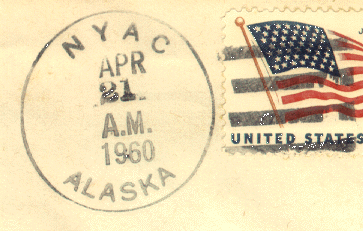 NYAC
APR
21
A.M.
1960
ALASKA
UNITED STATES